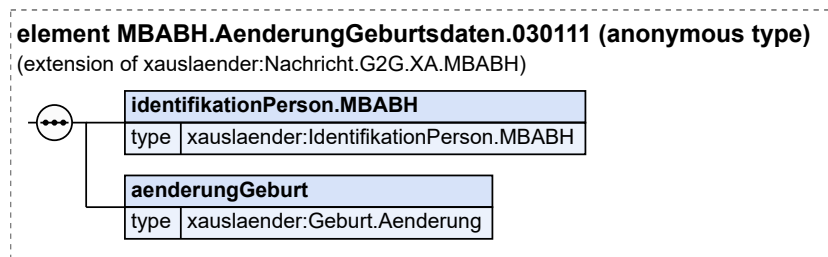 element MBABH.AenderungGeburtsdaten.030111 (anonymous type)
(extension of xauslaender:Nachricht.G2G.XA.MBABH)
identifikationPerson.MBABH
type xauslaender:IdentifikationPerson.MBABH
aenderungGeburt
type xauslaender:Geburt.Aenderung